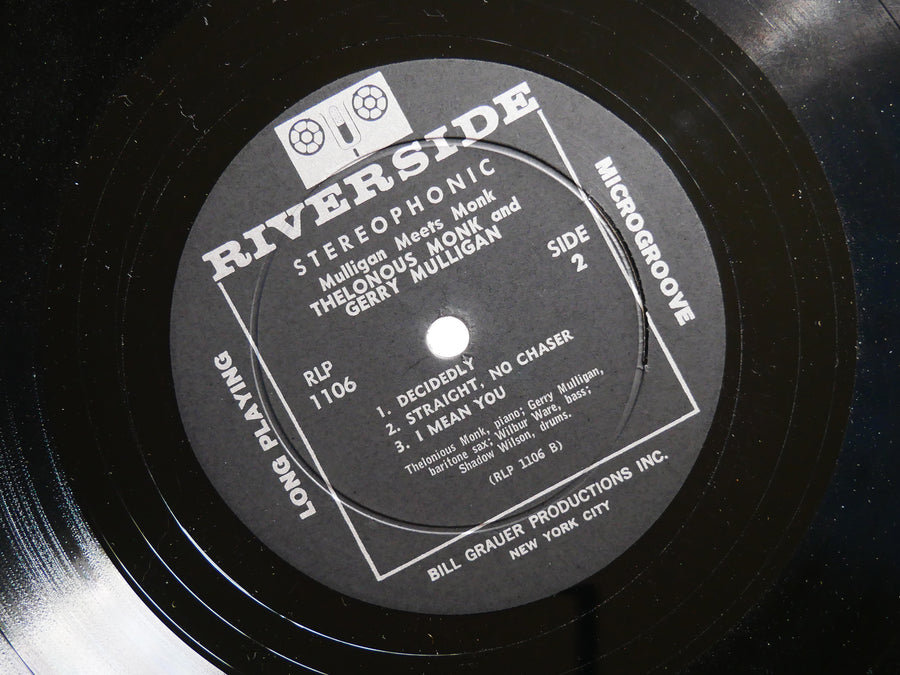 RIVERSIDE
STEREOPHONIC
Mulligan Meets Monk
THELONOUS MONK and
GERRY MULLIGAN
SIDE
2
RLP
1106
LONG PLAYING
MICROGROOVE
1. DECIDEDLY
2. STRAIGHT, NO CHASER
3. I MEAN YOU
Thelonious Monk, piano; Gerry Mulligan,
baritone sax; Wilbur Ware, bass;
Shadow Wilson, drums.
(RLP 1106 B)
BILL GRAUER PRODUCTIONS INC.
NEW YORK CITY